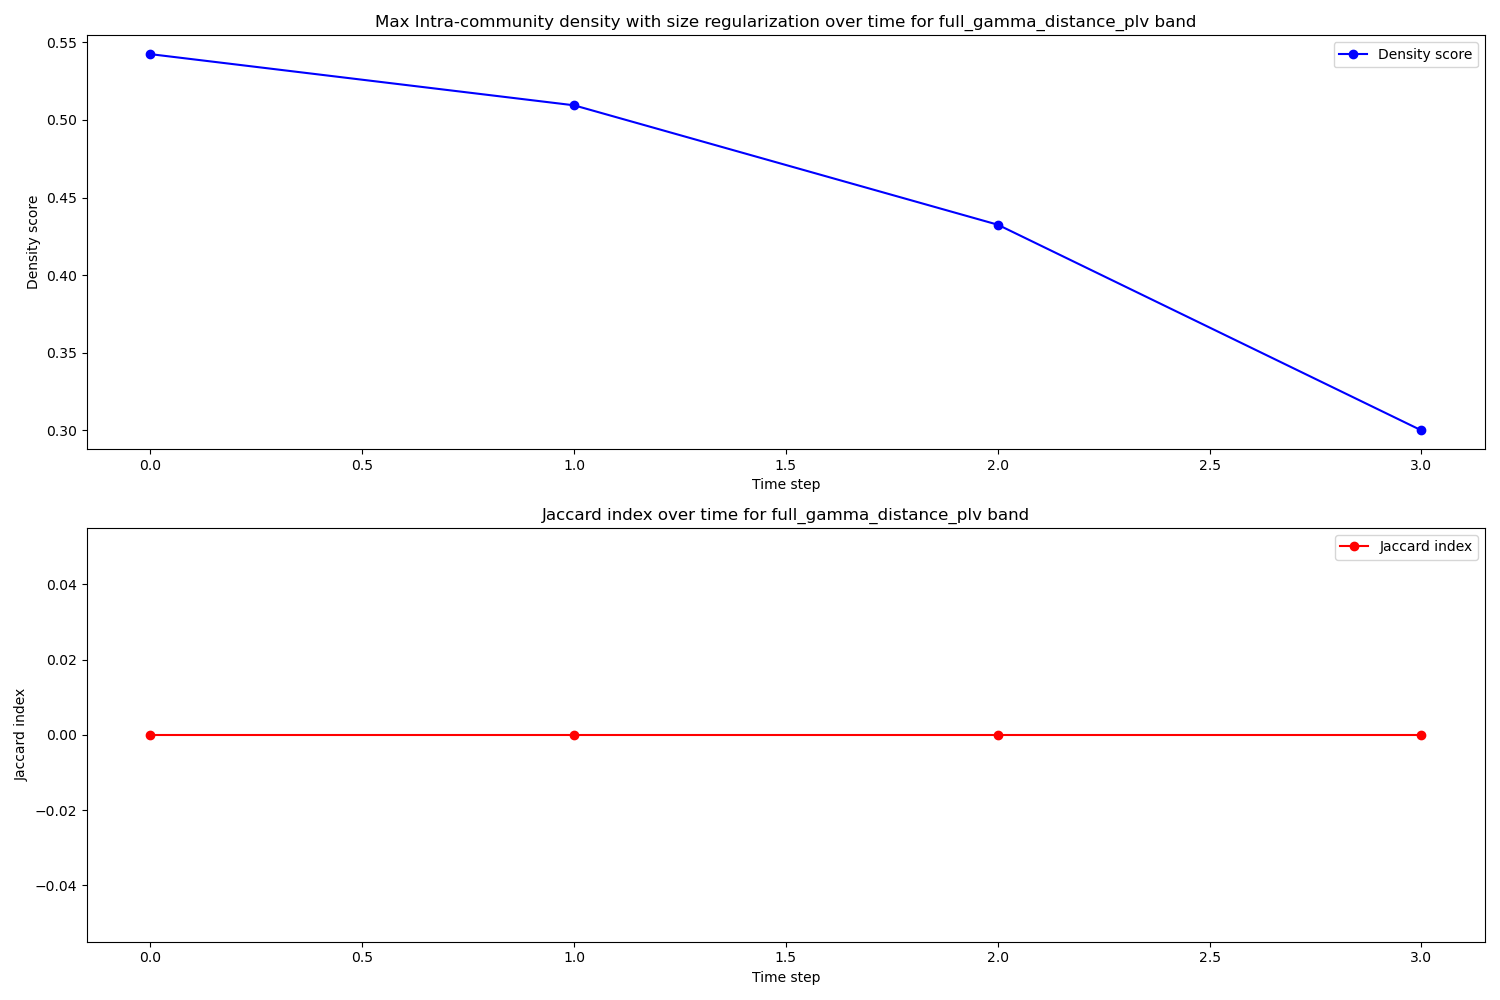 Max Intra-community density with size regularization over time for full_gamma_distance_plv band
Density score
0.55
0.50
0.45
0.40
0.35
0.30
Density score
0.0 0.5 1.0 1.5 2.0 2.5 3.0
Time step
Jaccard index over time for full_gamma_distance_plv band
Jaccard index
0.04
0.02
0.00
−0.02
−0.04
Jaccard index
0.0 0.5 1.0 1.5 2.0 2.5 3.0
Time step